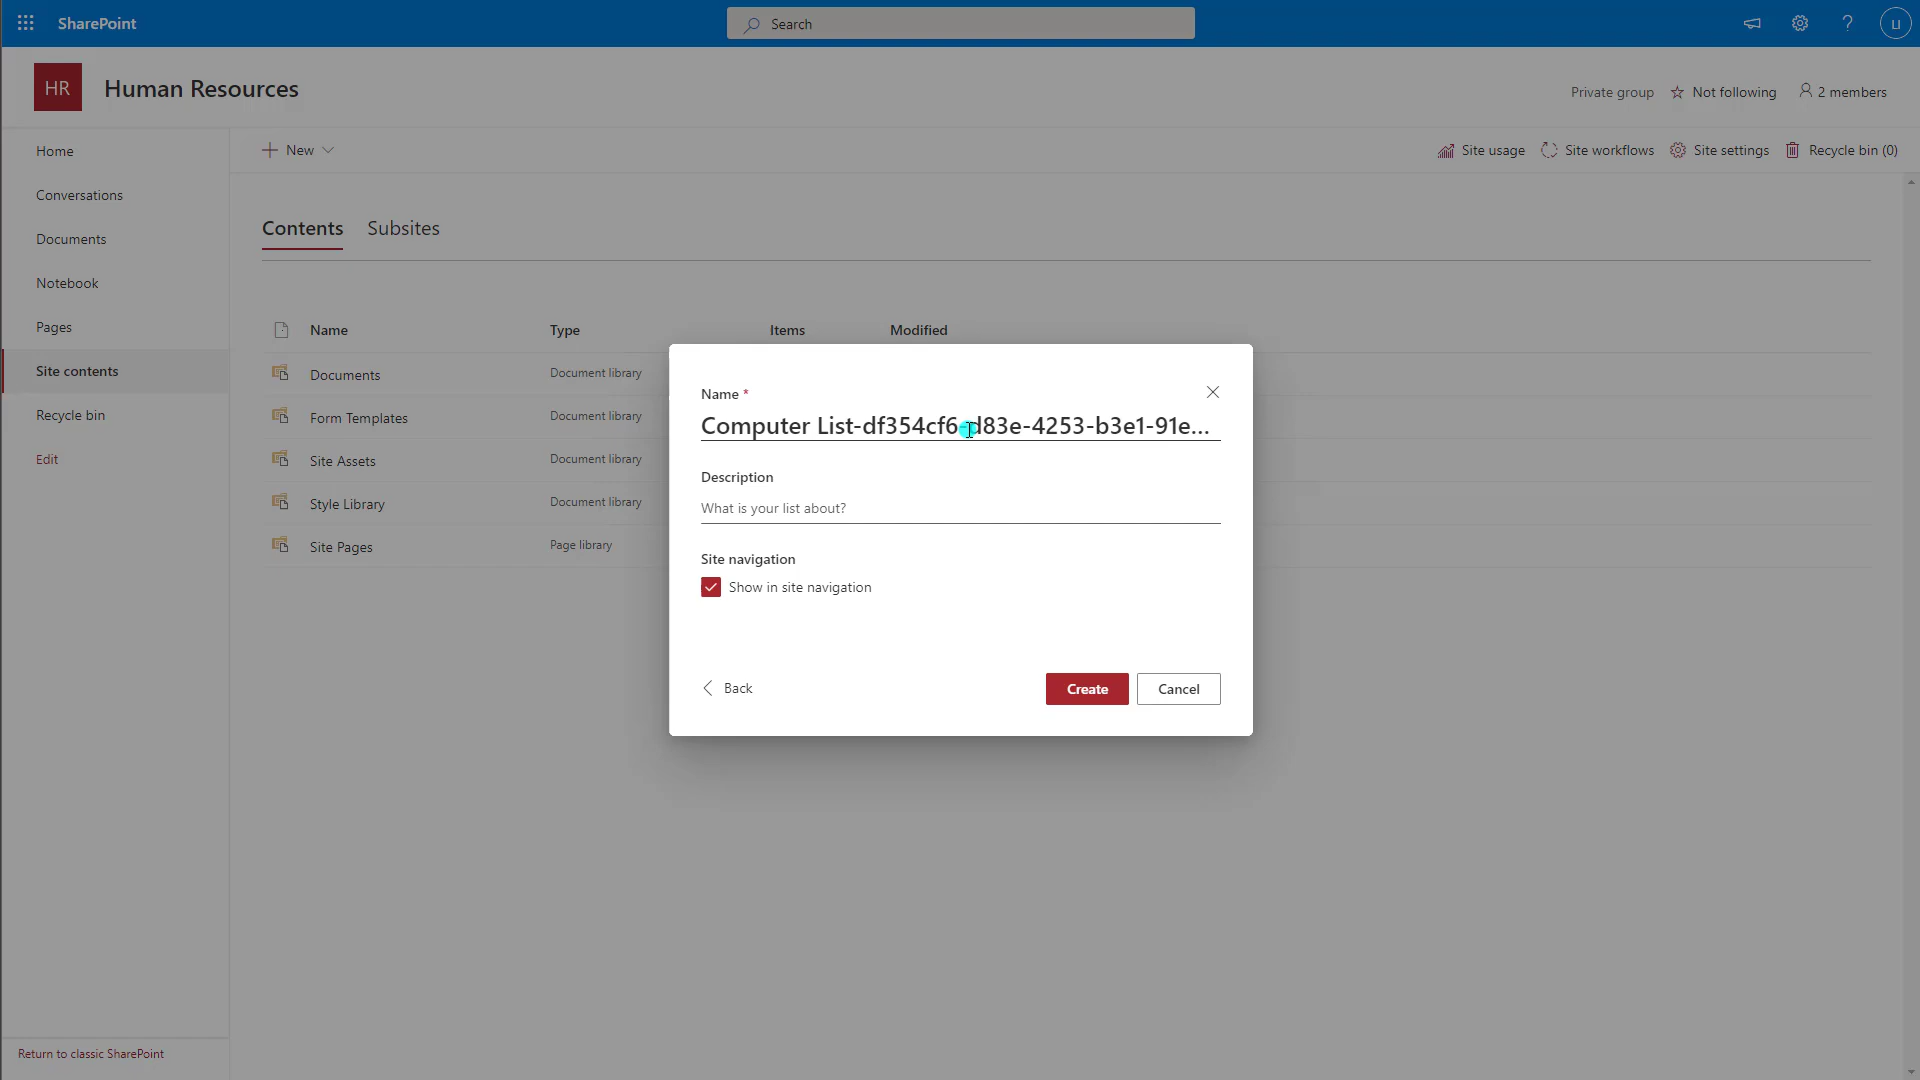 SharePoint
Search
U
HR
Human Resources
Private group
Not following
2 members
Home
Conversations
Documents
Notebook
Pages
Site contents
Recycle bin
Edit
Return to classic SharePoint
New
Site usage
Site workflows
Site settings
Recycle bin (0)
Contents
Subsites
Name Type Items Modified
Documents Document library
Form Templates Document library
Site Assets Document library
Style Library Document library
Site Pages Page library
Name *
Computer List-df354cf6-d83e-4253-b3e1-91e...
Description
What is your list about?
Site navigation
Show in site navigation
Back
Create
Cancel